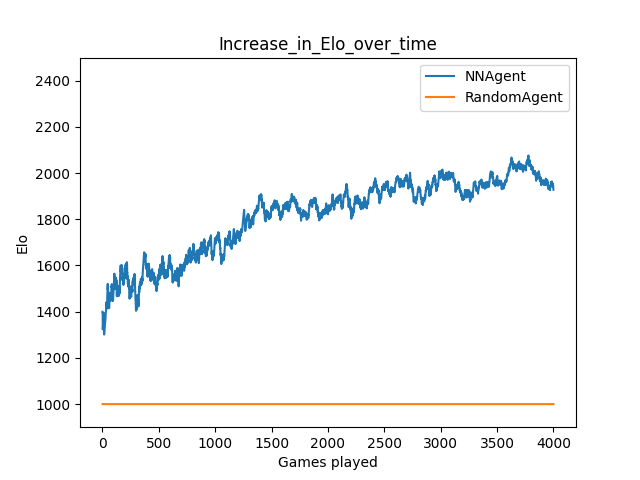 Increase_in_Elo_over_time
NNAgent
RandomAgent
Elo
2400
2200
2000
1800
1600
1400
1200
1000
0 500 1000 1500 2000 2500 3000 3500 4000
Games played